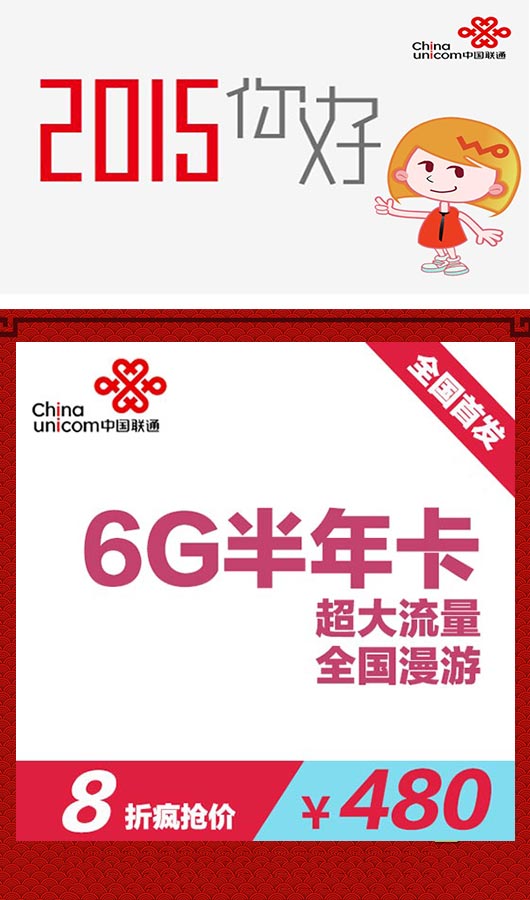 China
unicom中国联通
2015你好
WO
China
unicom中国联通
全国首发
6G半年卡
超大流量
全国漫游
8折疯抢价
￥480